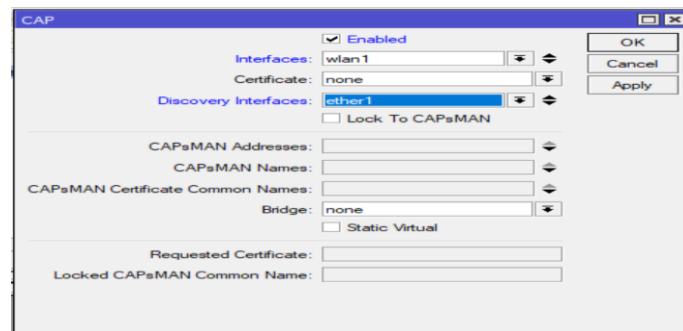 CAP
Enabled
OK
Interfaces: wlan1
Cancel
Certificate: none
Apply
Discovery Interfaces: ether1
Lock To CAPsMAN
CAPsMAN Addresses:
CAPsMAN Names:
CAPsMAN Certificate Common Names:
Bridge: none
Static Virtual
Requested Certificate:
Locked CAPsMAN Common Name: